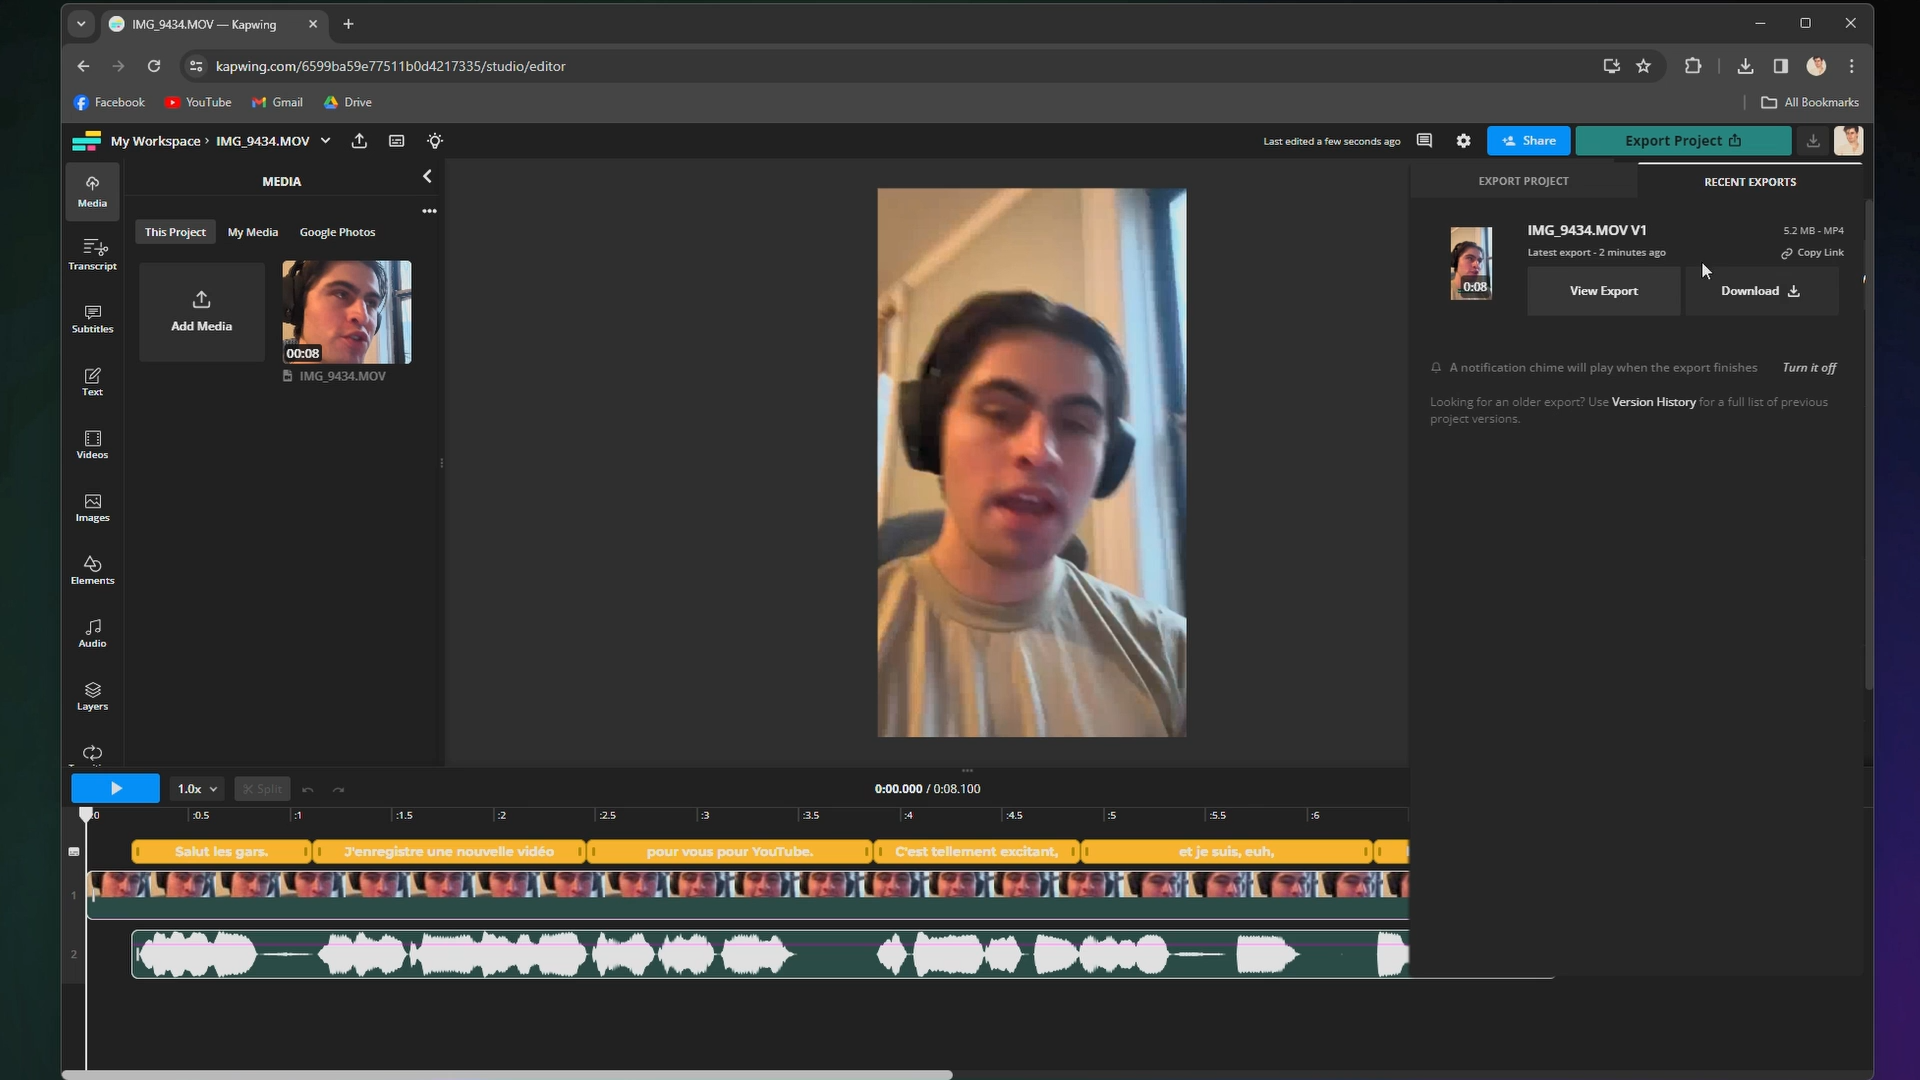 IMG_9434.MOV — Kapwing
kapwing.com/6599ba59e77511b0d4217335/studio/editor
Facebook YouTube Gmail Drive All Bookmarks
My Workspace › IMG_9434.MOV Last edited a few seconds ago Share Export Project
Media
Transcript
Subtitles
Text
Videos
Images
Elements
Audio
Layers
MEDIA
This Project My Media Google Photos
Add Media
00:08
IMG_9434.MOV
EXPORT PROJECT RECENT EXPORTS
IMG_9434.MOV V1 5.2 MB - MP4
Latest export - 2 minutes ago Copy Link
0:08
View Export Download
A notification chime will play when the export finishes Turn it off
Looking for an older export? Use Version History for a full list of previous
project versions.
1.0x Split 0:00.000 / 0:08.100
:0 :0.5 :1 :1.5 :2 :2.5 :3 :3.5 :4 :4.5 :5 :5.5 :6
Salut les gars. J'enregistre une nouvelle vidéo pour vous pour YouTube. C'est tellement excitant, et je suis, euh,
1
2